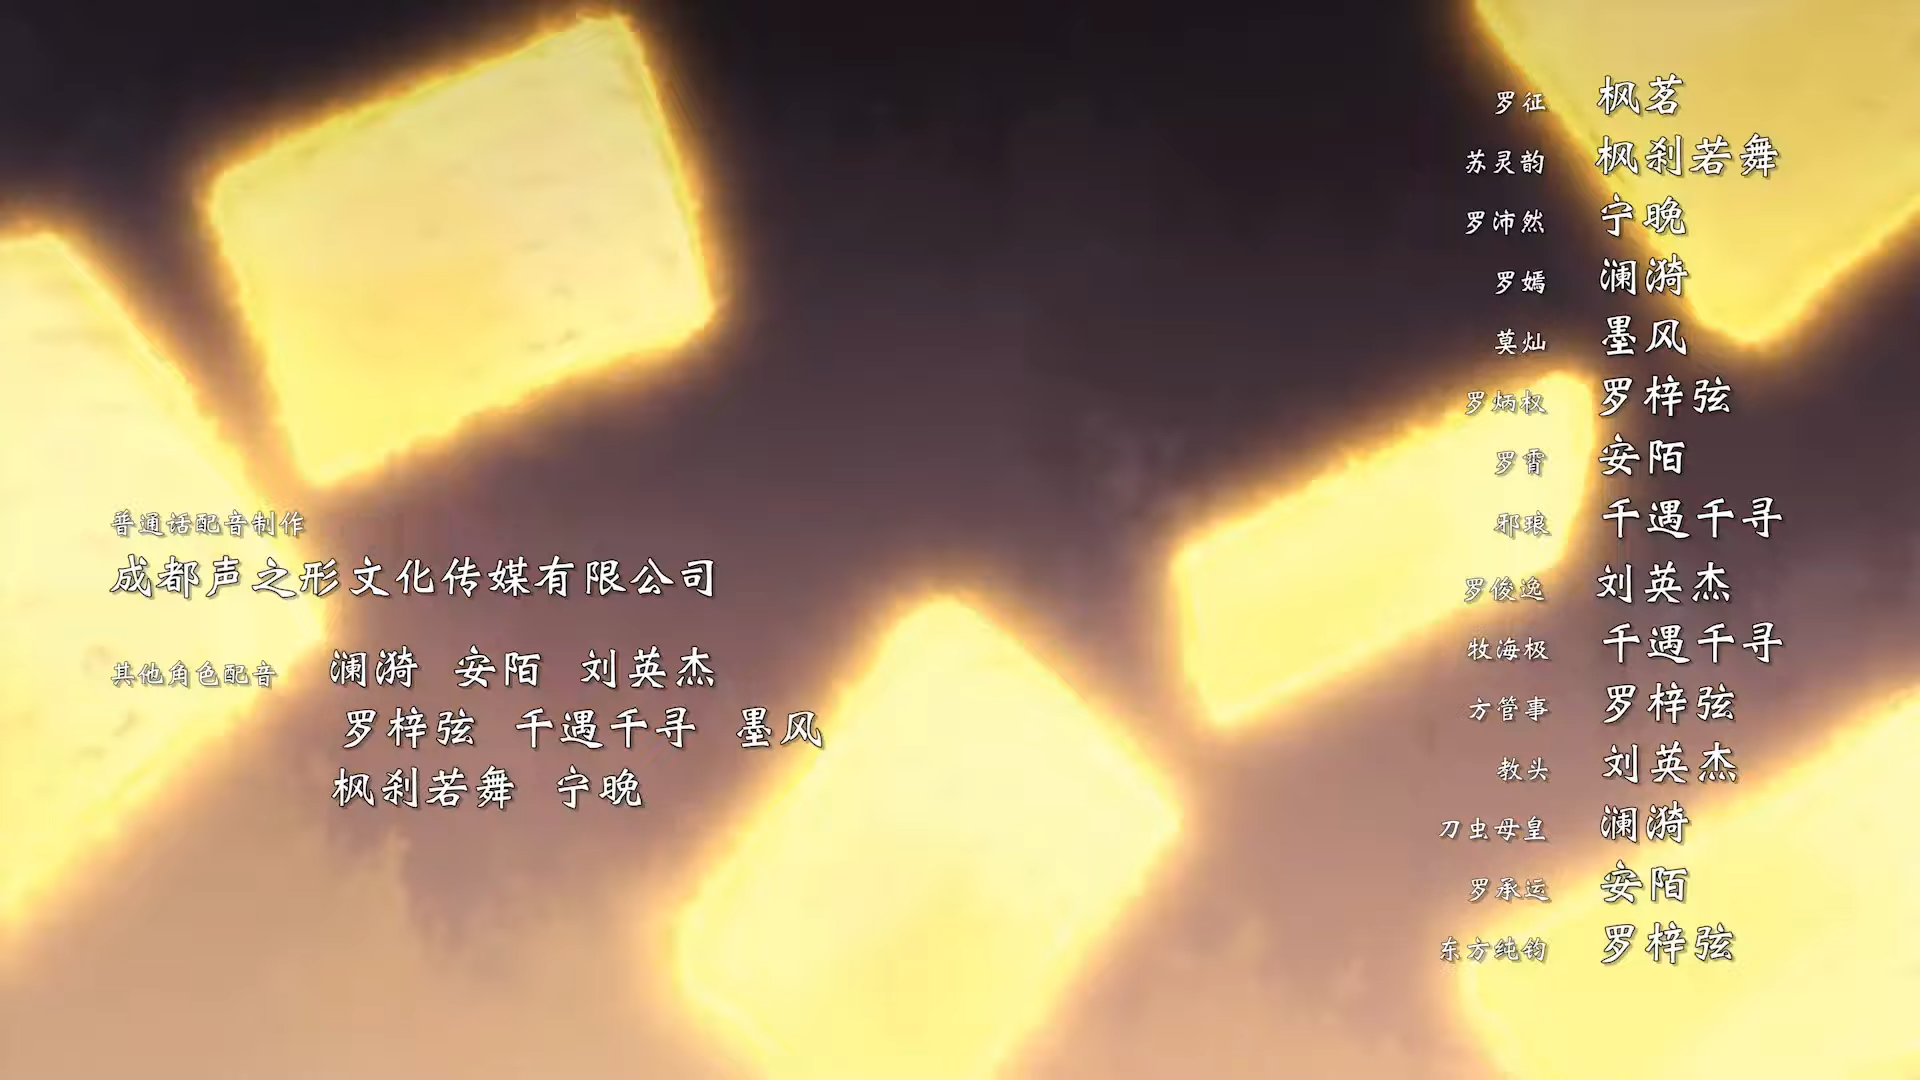 普通话配音制作
成都声之形文化传媒有限公司
其他角色配音 澜漪 安陌 刘英杰
罗梓弦 千遇千寻 墨风
枫刹若舞 宁晚
罗征 枫茗
苏灵韵 枫刹若舞
罗沛然 宁晚
罗嫣 澜漪
莫灿 墨风
罗炳权 罗梓弦
罗霄 安陌
邪琅 千遇千寻
罗俊逸 刘英杰
牧海极 千遇千寻
方管事 罗梓弦
教头 刘英杰
刀虫母皇 澜漪
罗承运 安陌
东方纯钧 罗梓弦